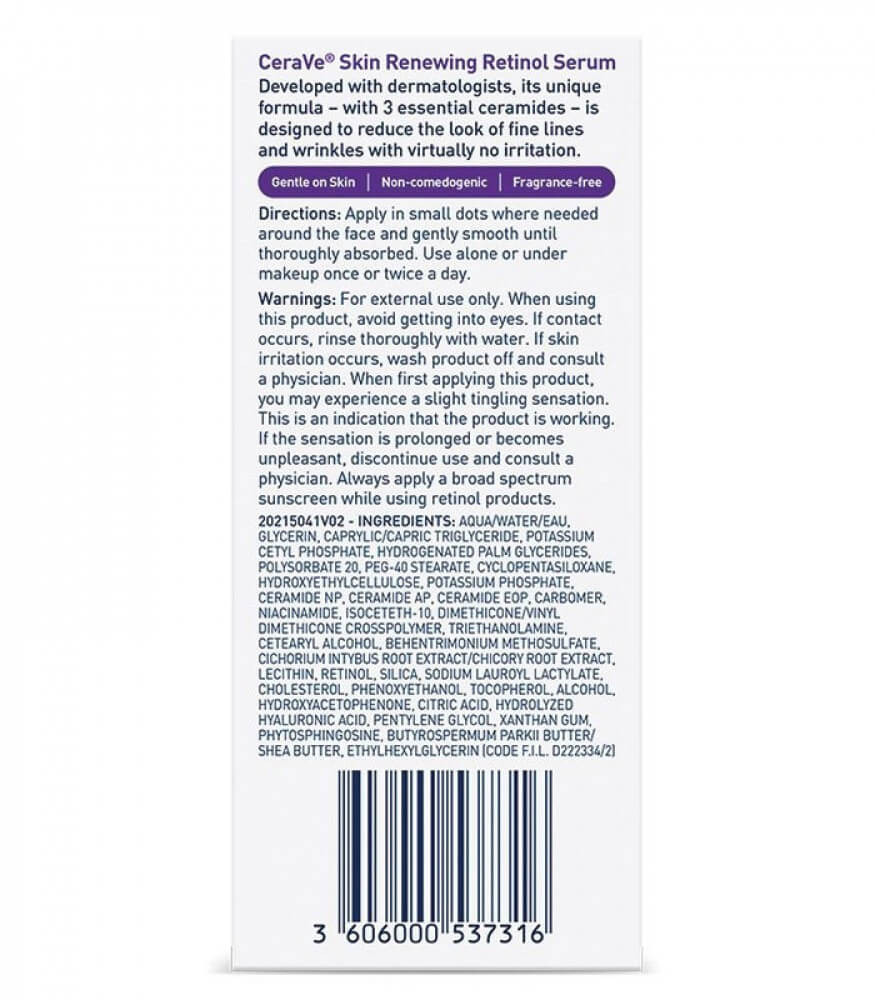 CeraVe® Skin Renewing Retinol Serum
Developed with dermatologists, its unique
formula – with 3 essential ceramides – is
designed to reduce the look of fine lines
and wrinkles with virtually no irritation.
Gentle on Skin | Non-comedogenic | Fragrance-free
Directions: Apply in small dots where needed
around the face and gently smooth until
thoroughly absorbed. Use alone or under
makeup once or twice a day.
Warnings: For external use only. When using
this product, avoid getting into eyes. If contact
occurs, rinse thoroughly with water. If skin
irritation occurs, wash product off and consult
a physician. When first applying this product,
you may experience a slight tingling sensation.
This is an indication that the product is working.
If the sensation is prolonged or becomes
unpleasant, discontinue use and consult a
physician. Always apply a broad spectrum
sunscreen while using retinol products.
20215041V02 - INGREDIENTS: AQUA/WATER/EAU,
GLYCERIN, CAPRYLIC/CAPRIC TRIGLYCERIDE, POTASSIUM
CETYL PHOSPHATE, HYDROGENATED PALM GLYCERIDES,
POLYSORBATE 20, PEG-40 STEARATE, CYCLOPENTASILOXANE,
HYDROXYETHYLCELLULOSE, POTASSIUM PHOSPHATE,
CERAMIDE NP, CERAMIDE AP, CERAMIDE EOP, CARBOMER,
NIACINAMIDE, ISOCETETH-10, DIMETHICONE/VINYL
DIMETHICONE CROSSPOLYMER, TRIETHANOLAMINE,
CETEARYL ALCOHOL, BEHENTRIMONIUM METHOSULFATE,
CICHORIUM INTYBUS ROOT EXTRACT/CHICORY ROOT EXTRACT,
LECITHIN, RETINOL, SILICA, SODIUM LAUROYL LACTYLATE,
CHOLESTEROL, PHENOXYETHANOL, TOCOPHEROL, ALCOHOL,
HYDROXYACETOPHENONE, CITRIC ACID, HYDROLYZED
HYALURONIC ACID, PENTYLENE GLYCOL, XANTHAN GUM,
PHYTOSPHINGOSINE, BUTYROSPERMUM PARKII BUTTER/
SHEA BUTTER, ETHYLHEXYLGLYCERIN (CODE F.I.L. D222334/2)
3 606000 537316